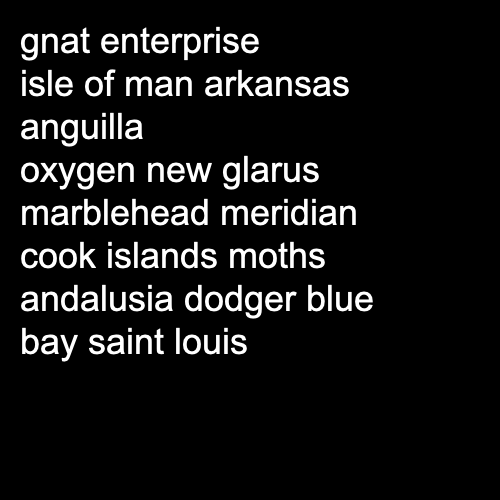 gnat enterprise
isle of man arkansas
anguilla
oxygen new glarus
marblehead meridian
cook islands moths
andalusia dodger blue
bay saint louis